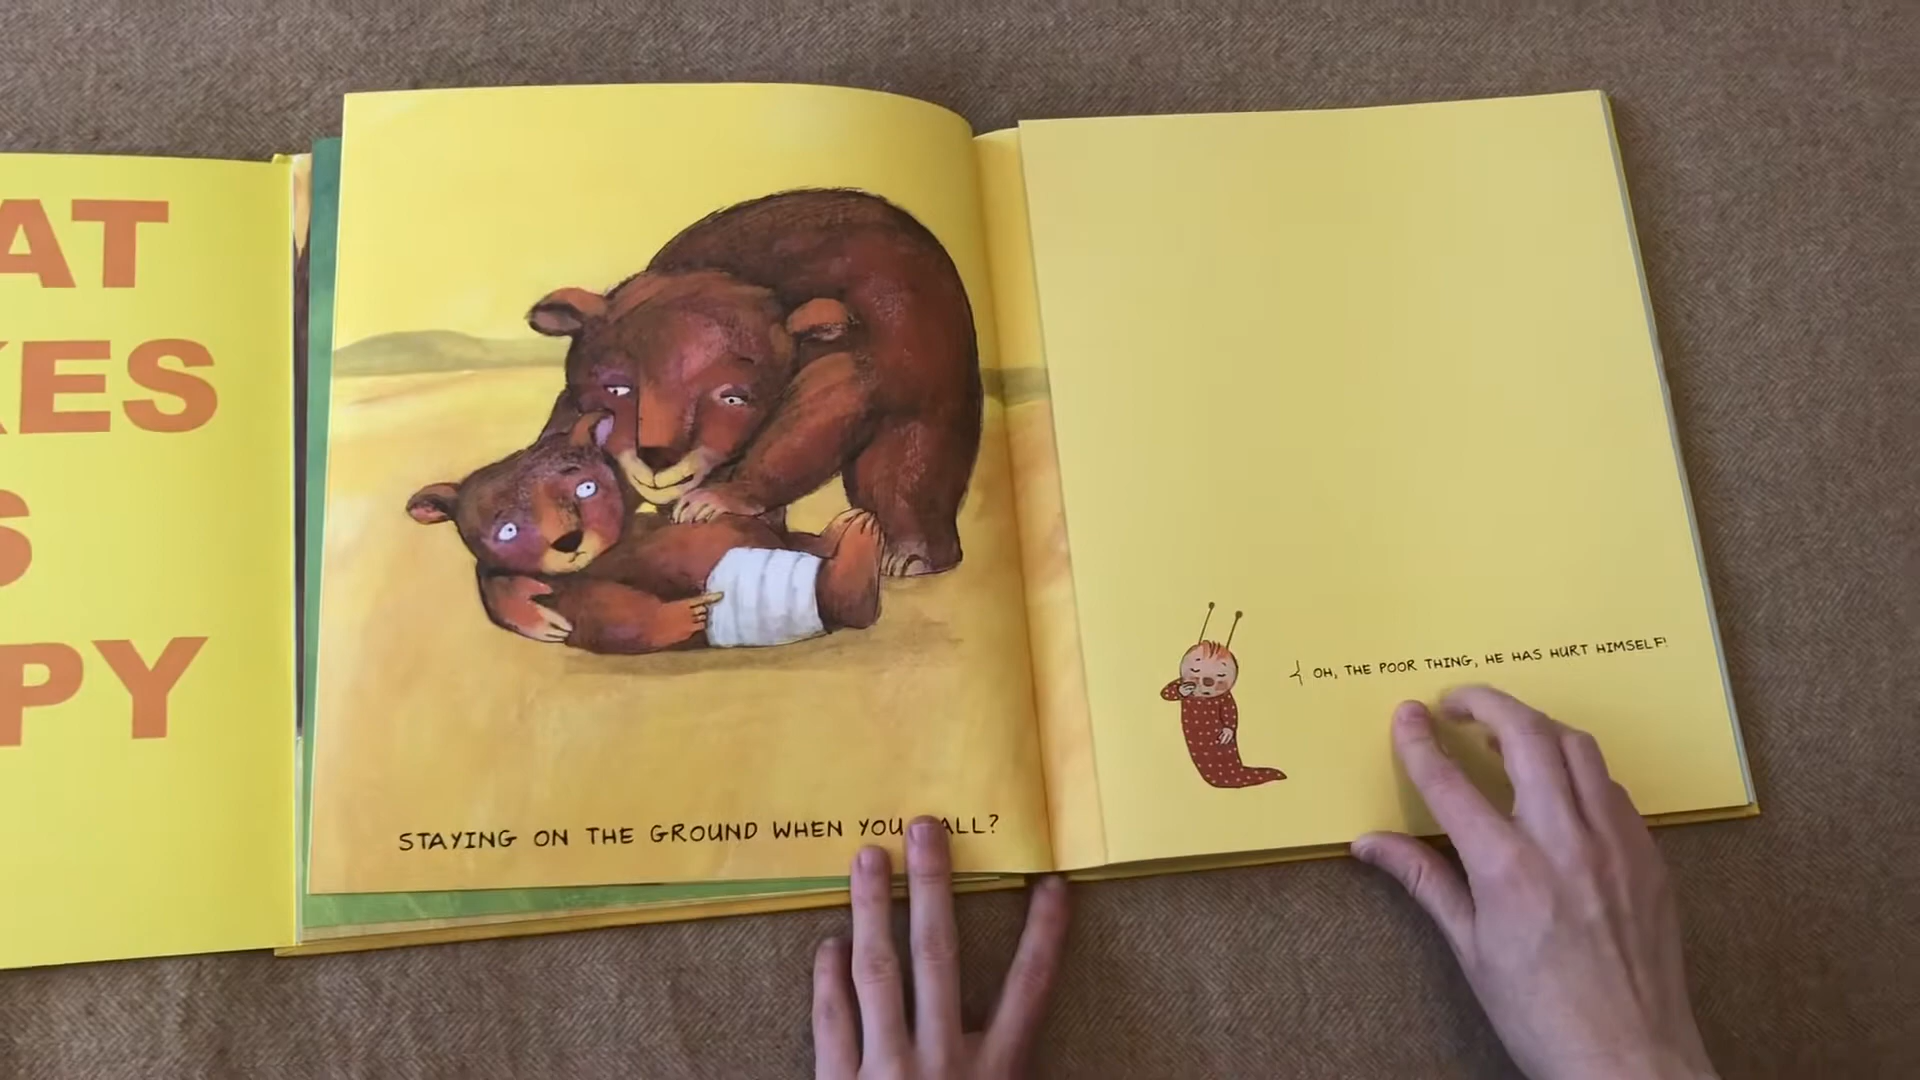 AT
KES
S
PY
STAYING ON THE GROUND WHEN YOU ALL?
OH, THE POOR THING, HE HAS HURT HIMSELF!